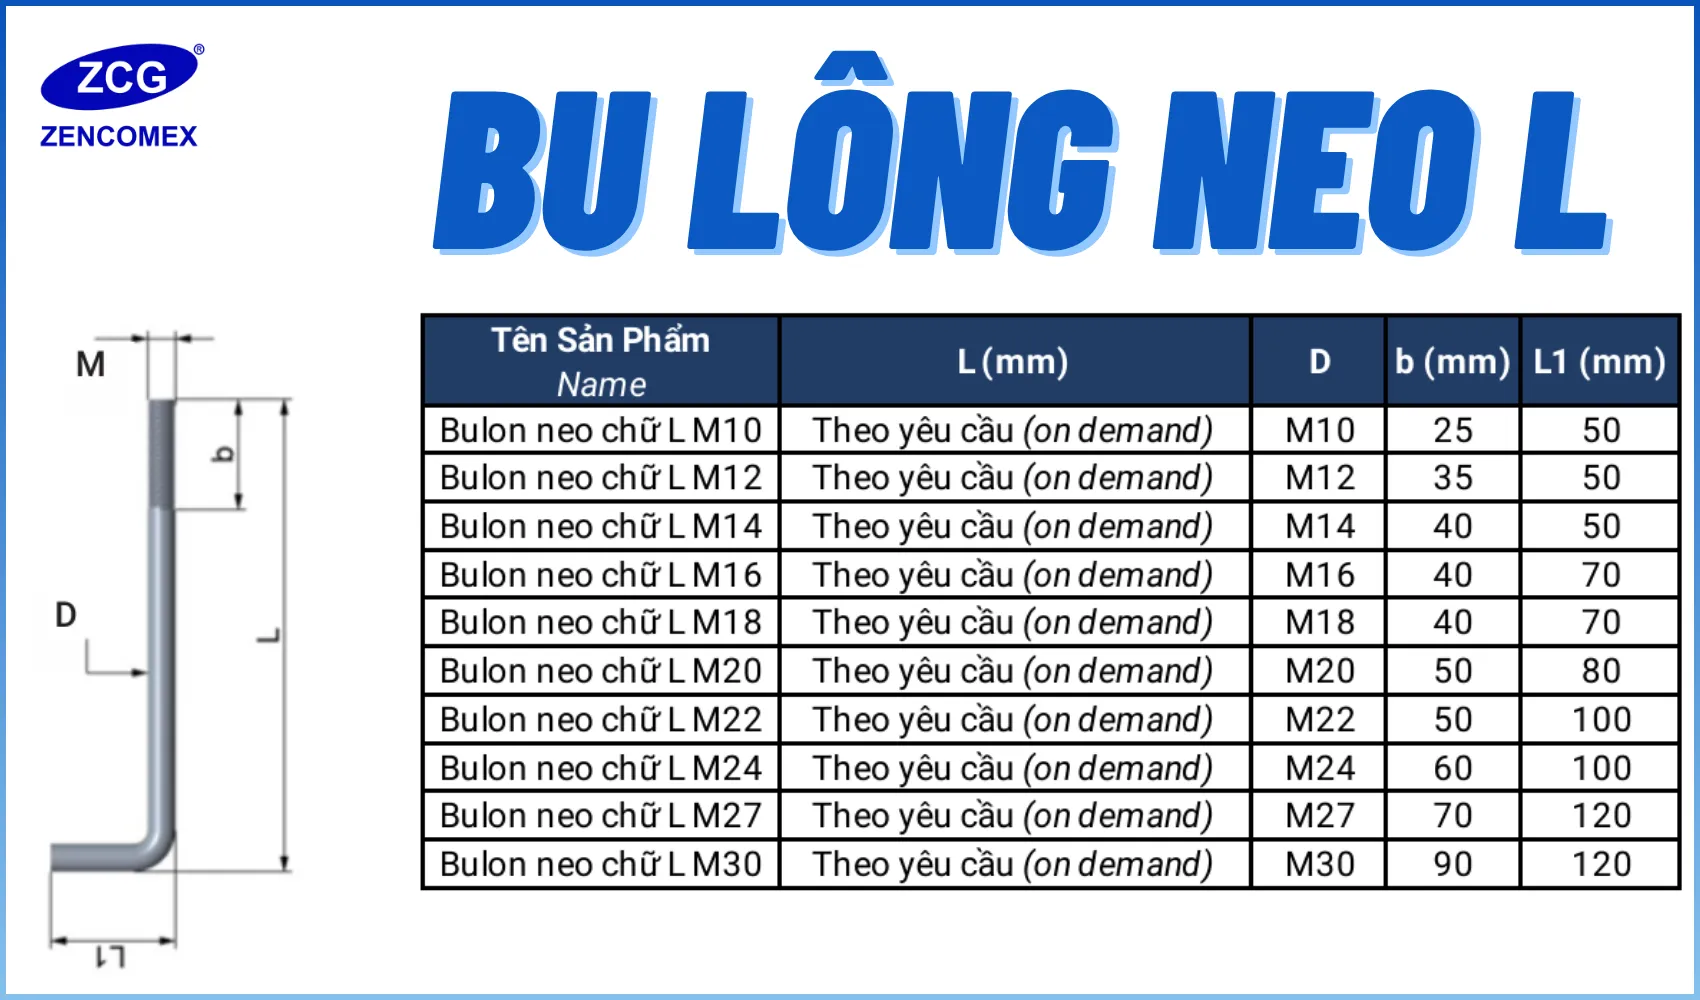 ZCG®
ZENCOMEX
BU LÔNG NEO L
M
b
D
L
L1
Tên Sản Phẩm
Name
L (mm)
D
b (mm)
L1 (mm)
Bulon neo chữ L M10 Theo yêu cầu (on demand) M10 25 50
Bulon neo chữ L M12 Theo yêu cầu (on demand) M12 35 50
Bulon neo chữ L M14 Theo yêu cầu (on demand) M14 40 50
Bulon neo chữ L M16 Theo yêu cầu (on demand) M16 40 70
Bulon neo chữ L M18 Theo yêu cầu (on demand) M18 40 70
Bulon neo chữ L M20 Theo yêu cầu (on demand) M20 50 80
Bulon neo chữ L M22 Theo yêu cầu (on demand) M22 50 100
Bulon neo chữ L M24 Theo yêu cầu (on demand) M24 60 100
Bulon neo chữ L M27 Theo yêu cầu (on demand) M27 70 120
Bulon neo chữ L M30 Theo yêu cầu (on demand) M30 90 120